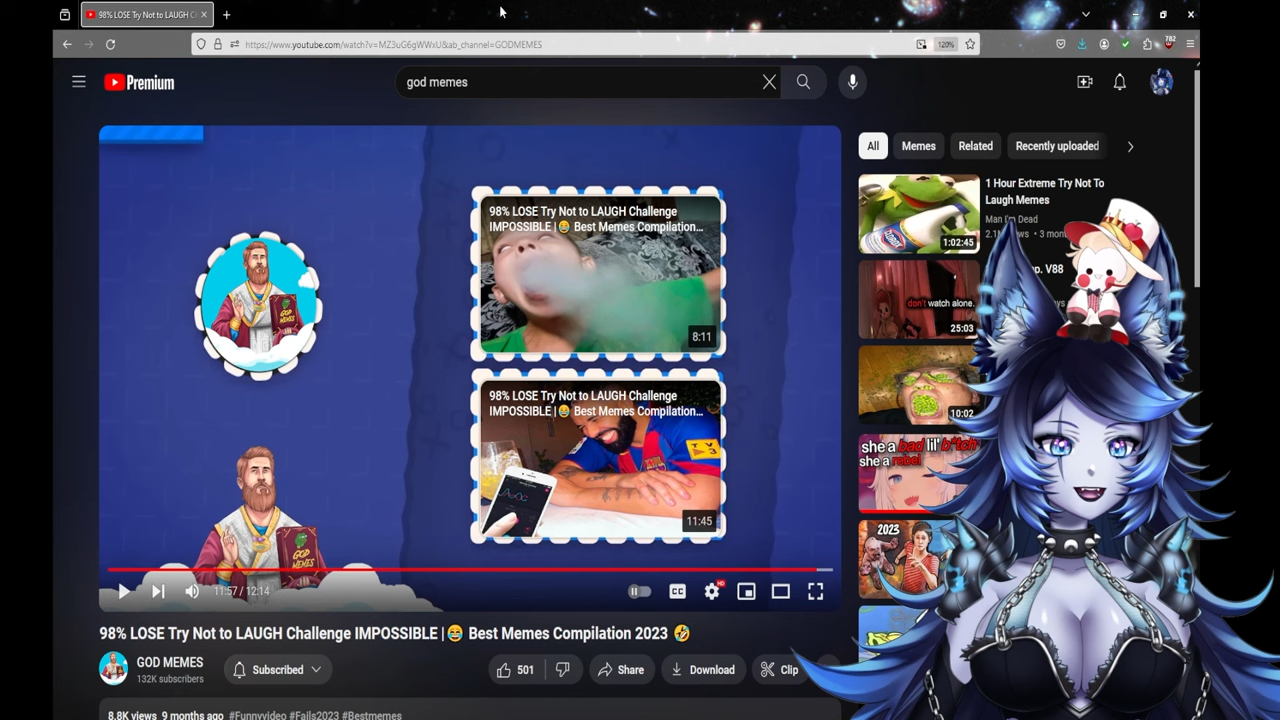 98% LOSE Try Not to LAUGH C
782
https://www.youtube.com/watch?v=MZ3uG6gWWxU&ab_channel=GODMEMES
120%
Premium
god memes
All
Memes
Related
Recently uploaded
98% LOSE Try Not to LAUGH Challenge
IMPOSSIBLE | 😂 Best Memes Compilation...
8:11
GOD
MEMES
98% LOSE Try Not to LAUGH Challenge
IMPOSSIBLE | 😂 Best Memes Compilation...
11:45
GOD
MEMES
11:57 / 12:14
CC
HD
98% LOSE Try Not to LAUGH Challenge IMPOSSIBLE | 😂 Best Memes Compilation 2023 🤣
GOD MEMES
132K subscribers
Subscribed
501
Share
Download
Clip
8.8K views 9 months ago #Funnyvideo #Fails2023 #Bestmemes
1 Hour Extreme Try Not To
Laugh Memes
Man I'm Dead
1:02:45
V88
don't watch alone.
25:03
10:02
she a bad lil' b*tch
she a rebel
2023